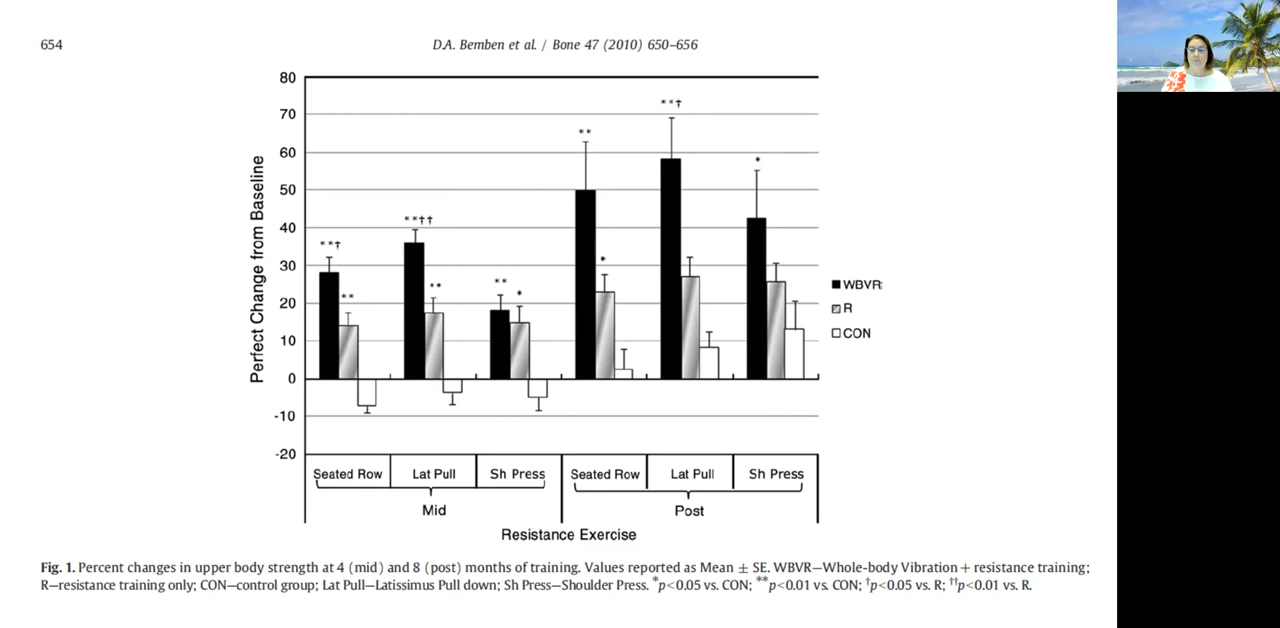 654
D.A. Bemben et al. / Bone 47 (2010) 650–656
80
70
60
50
40
30
20
10
0
-10
-20
Perfect Change from Baseline
**†
**
**††
**
**
*
**
*
**†
*
WBVR
R
CON
Seated Row
Lat Pull
Sh Press
Seated Row
Lat Pull
Sh Press
Mid
Post
Resistance Exercise
Fig. 1. Percent changes in upper body strength at 4 (mid) and 8 (post) months of training. Values reported as Mean ± SE. WBVR—Whole-body Vibration + resistance training;
R—resistance training only; CON—control group; Lat Pull—Latissimus Pull down; Sh Press—Shoulder Press. *p<0.05 vs. CON; **p<0.01 vs. CON; †p<0.05 vs. R; ††p<0.01 vs. R.